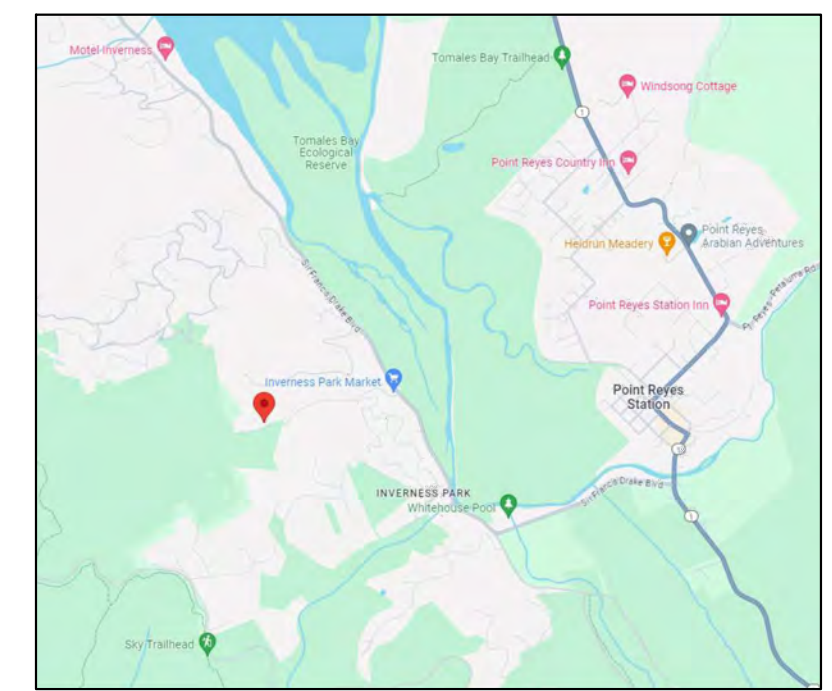 Motel Inverness
Tomales Bay Trailhead
Windsong Cottage
1
Tomales Bay
Ecological
Reserve
Point Reyes Country Inn
Point Reyes
Arabian Adventures
Heidrun Meadery
Sir Francis Drake Blvd
Point Reyes Station Inn
Pt. Reyes - Petaluma Rd
Inverness Park Market
Point Reyes
Station
1
INVERNESS PARK
Whitehouse Pool
Sir Francis Drake Blvd
1
Sky Trailhead